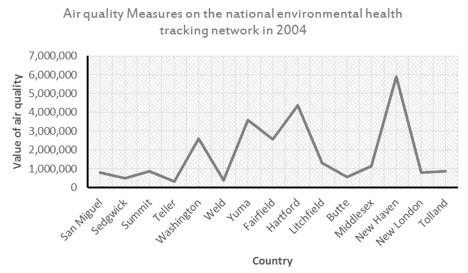 Air quality Measures on the national environmental health
tracking network in 2004
7,000,000
6,000,000
5,000,000
4,000,000
3,000,000
2,000,000
1,000,000
0
Value of air quality
San Miguel
Sedgwick
Summit
Teller
Washington
Weld
Yuma
Fairfield
Hartford
Litchfield
Butte
Middlesex
New Haven
New London
Tolland
Country